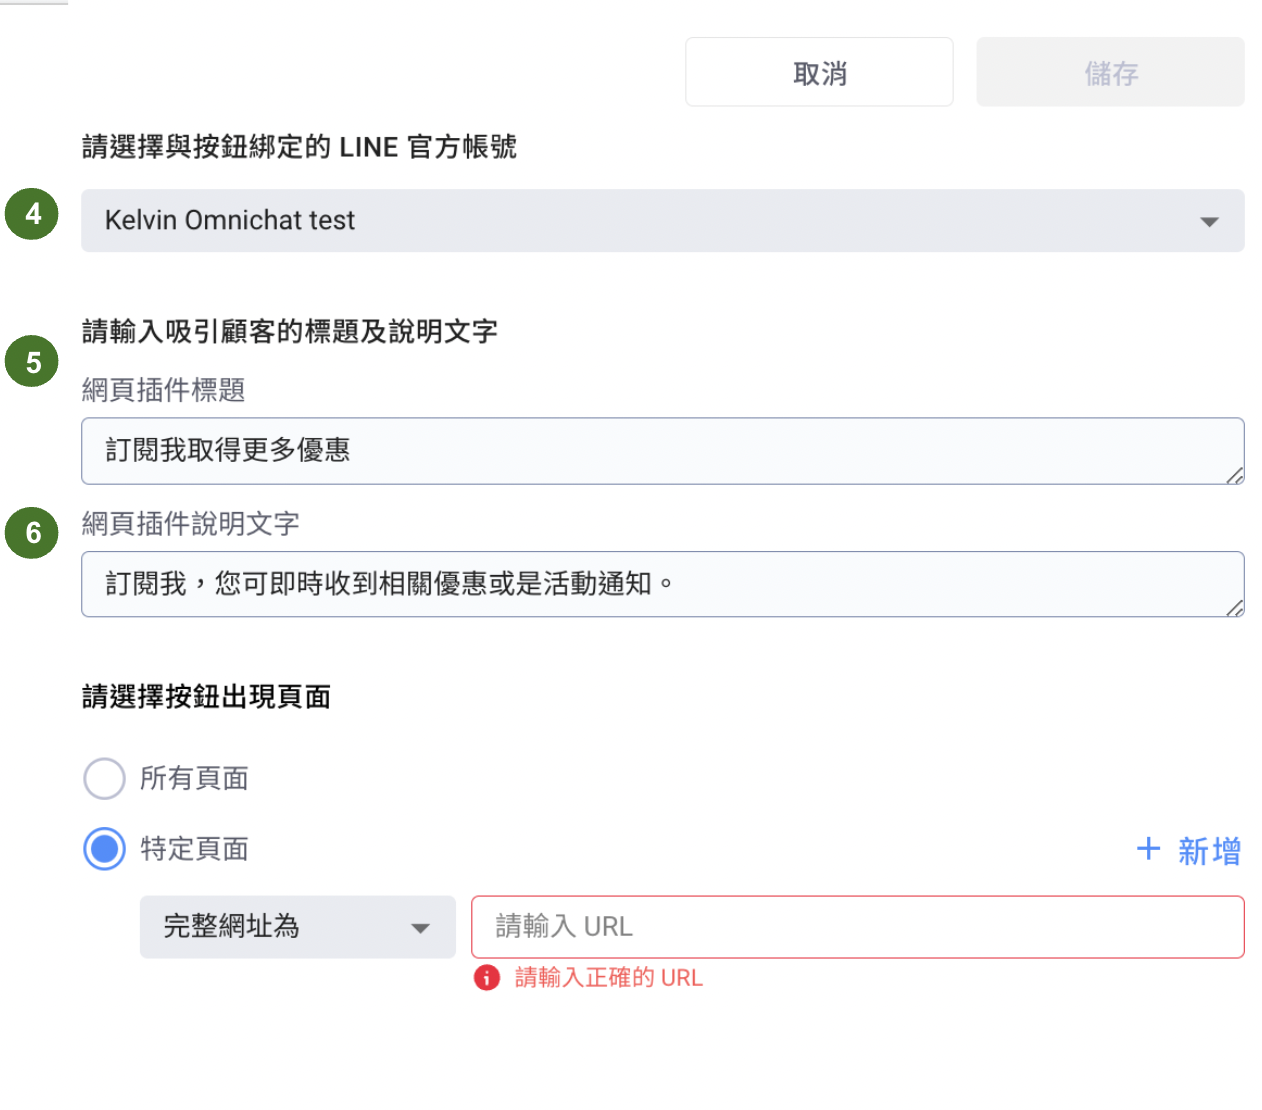 取消
儲存
請選擇與按鈕綁定的 LINE 官方帳號
4
Kelvin Omnichat test
請輸入吸引顧客的標題及說明文字
5
網頁插件標題
訂閱我取得更多優惠
6
網頁插件說明文字
訂閱我，您可即時收到相關優惠或是活動通知。
請選擇按鈕出現頁面
所有頁面
特定頁面
+ 新增
完整網址為
請輸入 URL
請輸入正確的 URL